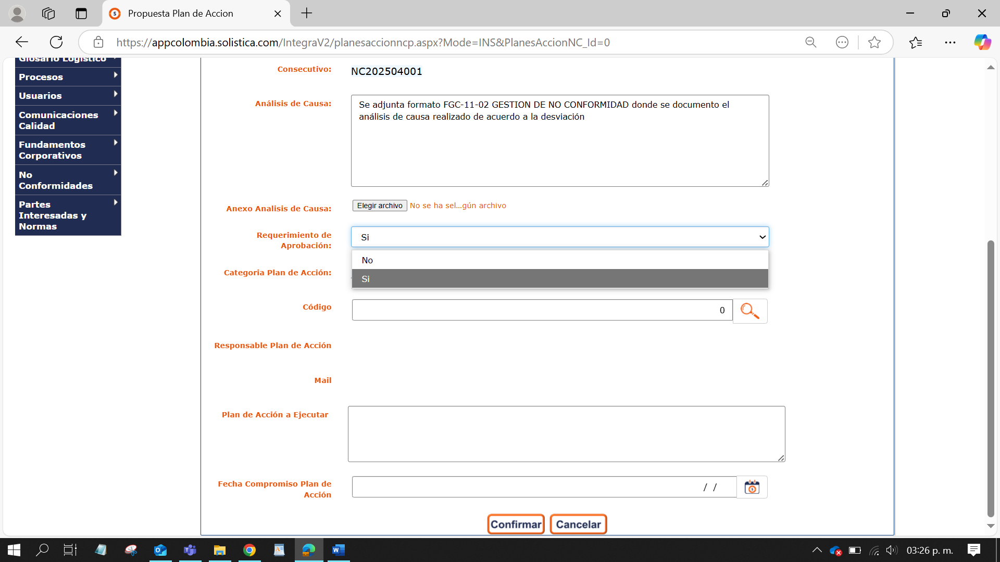 Propuesta Plan de Accion
https://appcolombia.solistica.com/IntegraV2/planesaccionncp.aspx?Mode=INS&PlanesAccionNC_Id=0
Glosario Logistico
Procesos
Usuarios
Comunicaciones
Calidad
Fundamentos
Corporativos
No
Conformidades
Partes
Interesadas y
Normas
Consecutivo:
NC202504001
Análisis de Causa:
Se adjunta formato FGC-11-02 GESTION DE NO CONFORMIDAD donde se documento el
análisis de causa realizado de acuerdo a la desviación
Anexo Analisis de Causa:
Elegir archivo No se ha sel...gún archivo
Requerimiento de
Aprobación:
Si
No
Si
Categoria Plan de Acción:
Código
0
Responsable Plan de Acción
Mail
Plan de Acción a Ejecutar
Fecha Compromiso Plan de
Acción
/ /
Confirmar Cancelar
03:26 p. m.